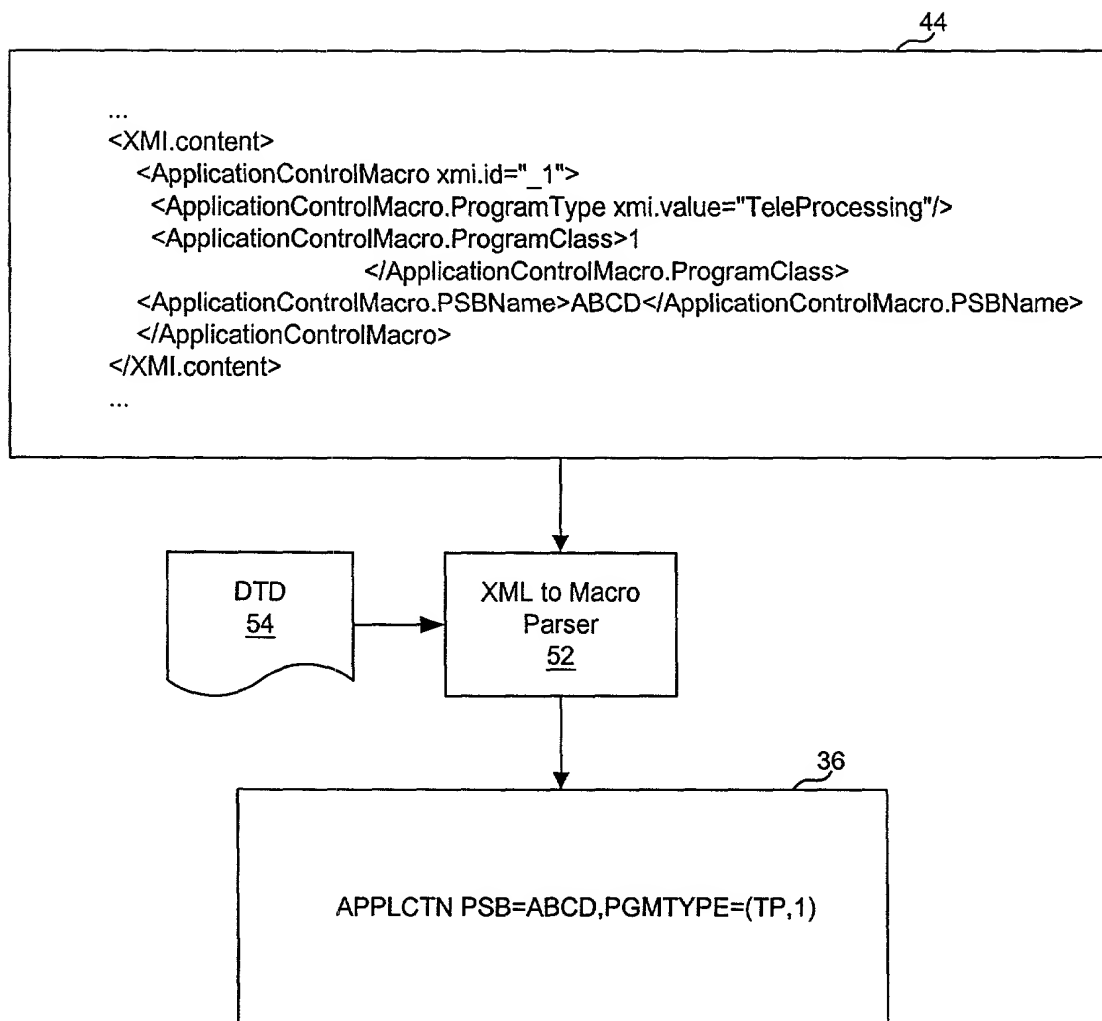 44
...
<XMI.content>
<ApplicationControlMacro xmi.id="_1">
<ApplicationControlMacro.ProgramType xmi.value="TeleProcessing"/>
<ApplicationControlMacro.ProgramClass>1
</ApplicationControlMacro.ProgramClass>
<ApplicationControlMacro.PSBName>ABCD</ApplicationControlMacro.PSBName>
</ApplicationControlMacro>
</XMI.content>
...
DTD
54
XML to Macro
Parser
52
36
APPLCTN PSB=ABCD,PGMTYPE=(TP,1)